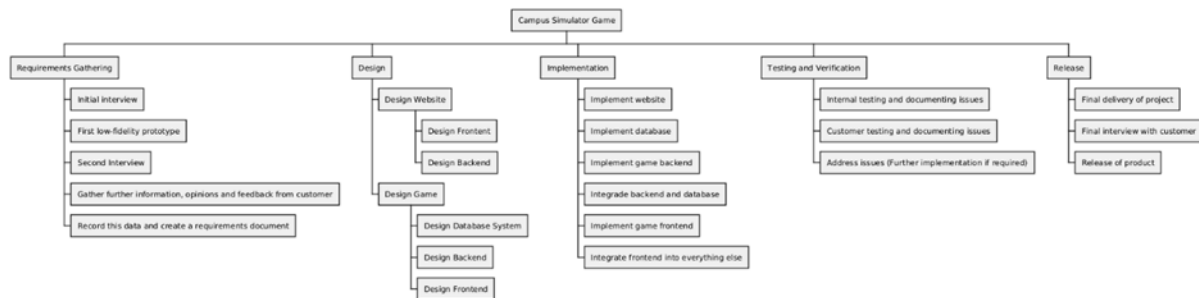 Campus Simulator Game
Requirements Gathering
Initial interview
First low-fidelity prototype
Second Interview
Gather further information, opinions and feedback from customer
Record this data and create a requirements document
Design
Design Website
Design Frontent
Design Backend
Design Game
Design Database System
Design Backend
Design Frontend
Implementation
Implement website
Implement database
Implement game backend
Integrade backend and database
Implement game frontend
Integrate frontend into everything else
Testing and Verification
Internal testing and documenting issues
Customer testing and documenting issues
Address issues (Further implementation if required)
Release
Final delivery of project
Final interview with customer
Release of product